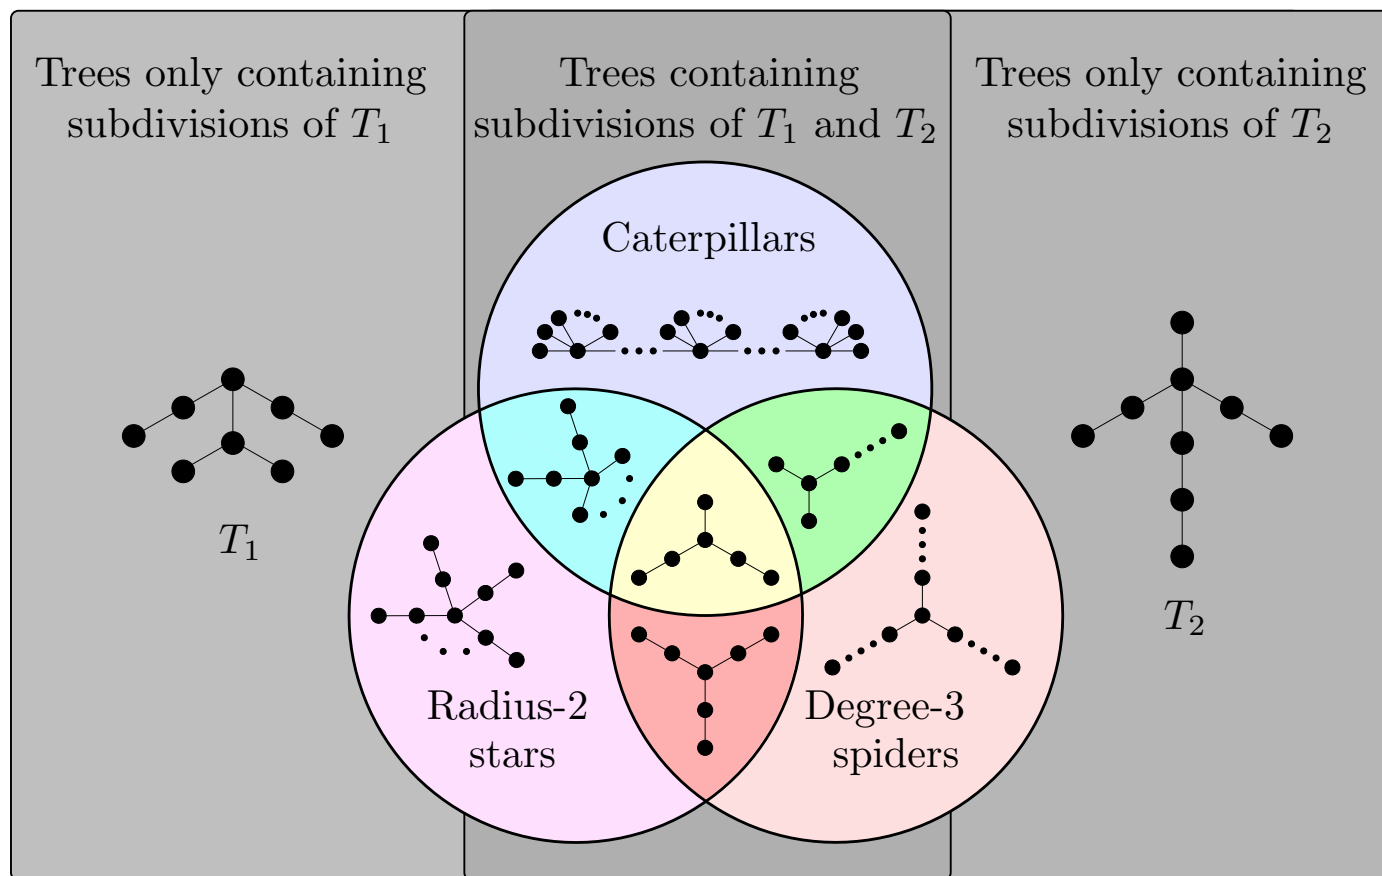 Trees only containing
subdivisions of T₁
Trees containing
subdivisions of T₁ and T₂
Trees only containing
subdivisions of T₂
Caterpillars
T₁
T₂
Radius-2
stars
Degree-3
spiders